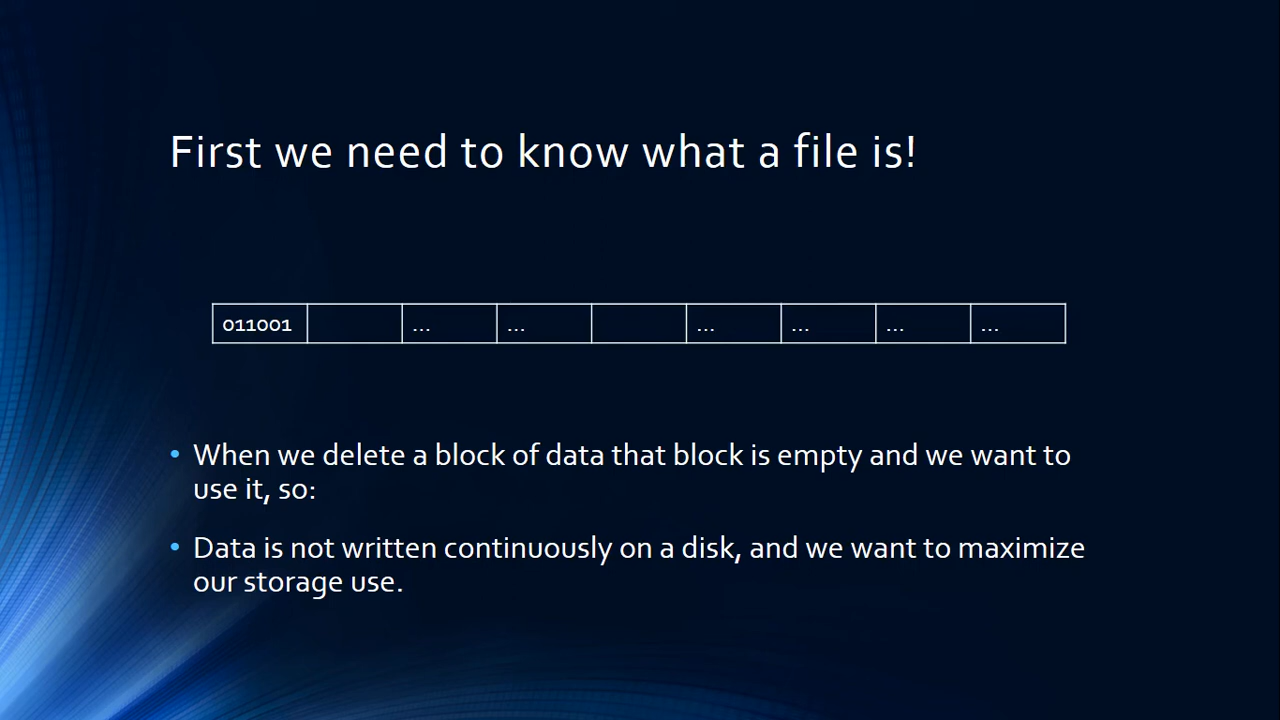 First we need to know what a file is!
011001 ... ... ... ... ... ...
• When we delete a block of data that block is empty and we want to
use it, so:
• Data is not written continuously on a disk, and we want to maximize
our storage use.